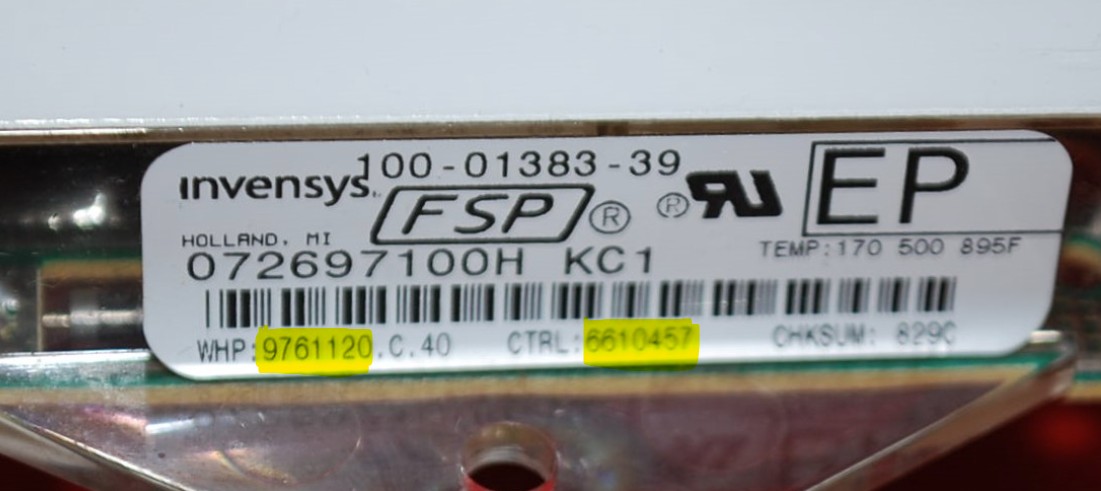 100-01383-39
invensys.
FSP ®
® RU
EP
HOLLAND, MI
TEMP:170 500 895F
072697100H KC1
WHP:9761120.C.40 CTRL:6610457 CHKSUM: 829C